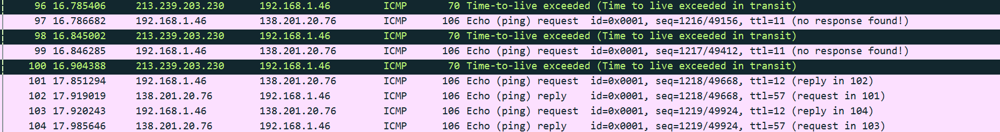 96 16.785406 213.239.203.230 192.168.1.46 ICMP 70 Time-to-live exceeded (Time to live exceeded in transit)
97 16.786682 192.168.1.46 138.201.20.76 ICMP 106 Echo (ping) request id=0x0001, seq=1216/49156, ttl=11 (no response found!)
98 16.845002 213.239.203.230 192.168.1.46 ICMP 70 Time-to-live exceeded (Time to live exceeded in transit)
99 16.846285 192.168.1.46 138.201.20.76 ICMP 106 Echo (ping) request id=0x0001, seq=1217/49412, ttl=11 (no response found!)
100 16.904388 213.239.203.230 192.168.1.46 ICMP 70 Time-to-live exceeded (Time to live exceeded in transit)
101 17.851294 192.168.1.46 138.201.20.76 ICMP 106 Echo (ping) request id=0x0001, seq=1218/49668, ttl=12 (reply in 102)
102 17.919019 138.201.20.76 192.168.1.46 ICMP 106 Echo (ping) reply id=0x0001, seq=1218/49668, ttl=57 (request in 101)
103 17.920243 192.168.1.46 138.201.20.76 ICMP 106 Echo (ping) request id=0x0001, seq=1219/49924, ttl=12 (reply in 104)
104 17.985646 138.201.20.76 192.168.1.46 ICMP 106 Echo (ping) reply id=0x0001, seq=1219/49924, ttl=57 (request in 103)